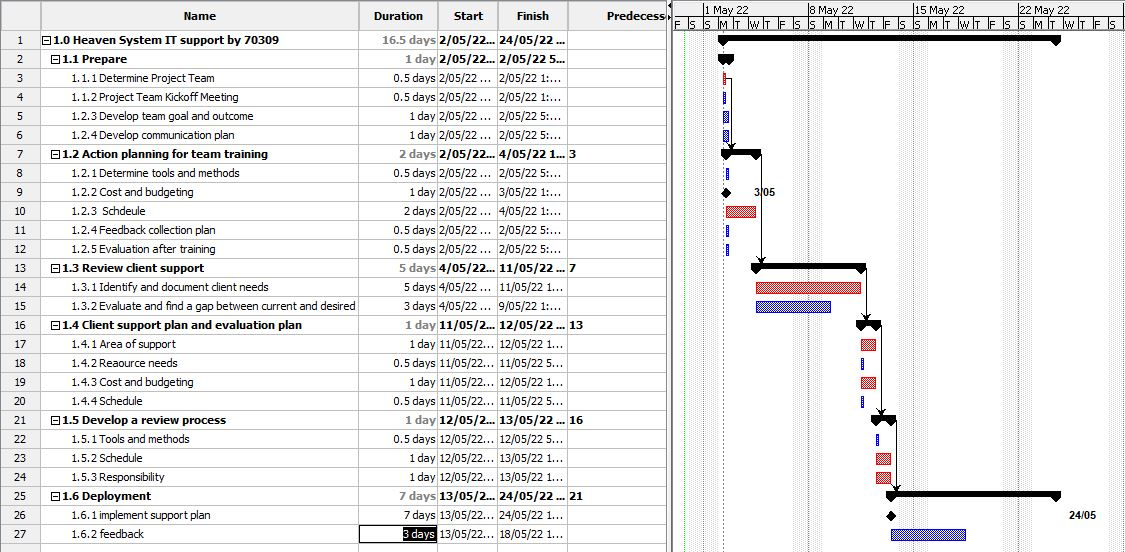 Name Duration Start Finish Predecess 1 May 22 8 May 22 15 May 22 22 May 22
F S S M T W T F S S M T W T F S S M T W T F S S M T W T F S
1 1.0 Heaven System IT support by 70309 16.5 days 2/05/22... 24/05/22 ...
2 1.1 Prepare 1 day 2/05/22... 2/05/22 5...
3 1.1.1 Determine Project Team 0.5 days 2/05/22 ... 2/05/22 1:...
4 1.1.2 Project Team Kickoff Meeting 0.5 days 2/05/22 ... 2/05/22 1:...
5 1.2.3 Develop team goal and outcome 1 day 2/05/22 ... 2/05/22 5:...
6 1.2.4 Develop communication plan 1 day 2/05/22 ... 2/05/22 5:...
7 1.2 Action planning for team training 2 days 2/05/22... 4/05/22 1... 3
8 1.2.1 Determine tools and methods 0.5 days 2/05/22 ... 2/05/22 5:...
9 1.2.2 Cost and budgeting 1 day 2/05/22 ... 3/05/22 1:... 3/05
10 1.2.3 Schdeule 2 days 2/05/22 ... 4/05/22 1:...
11 1.2.4 Feedback collection plan 0.5 days 2/05/22 ... 2/05/22 5:...
12 1.2.5 Evaluation after training 0.5 days 2/05/22 ... 2/05/22 5:...
13 1.3 Review client support 5 days 4/05/22... 11/05/22 ... 7
14 1.3.1 Identify and document client needs 5 days 4/05/22 ... 11/05/22 1...
15 1.3.2 Evaluate and find a gap between current and desired 3 days 4/05/22 ... 9/05/22 1:...
16 1.4 Client support plan and evaluation plan 1 day 11/05/2... 12/05/22 ... 13
17 1.4.1 Area of support 1 day 11/05/22... 12/05/22 1...
18 1.4.2 Reaource needs 0.5 days 11/05/22... 11/05/22 5...
19 1.4.3 Cost and budgeting 1 day 11/05/22... 12/05/22 1...
20 1.4.4 Schedule 0.5 days 11/05/22... 11/05/22 5...
21 1.5 Develop a review process 1 day 12/05/2... 13/05/22 ... 16
22 1.5.1 Tools and methods 0.5 days 12/05/22... 12/05/22 5...
23 1.5.2 Schedule 1 day 12/05/22... 13/05/22 1...
24 1.5.3 Responsibility 1 day 12/05/22... 13/05/22 1...
25 1.6 Deployment 7 days 13/05/2... 24/05/22 ... 21
26 1.6.1 implement support plan 7 days 13/05/22... 24/05/22 1... 24/05
27 1.6.2 feedback 3 days 13/05/22... 18/05/22 1...